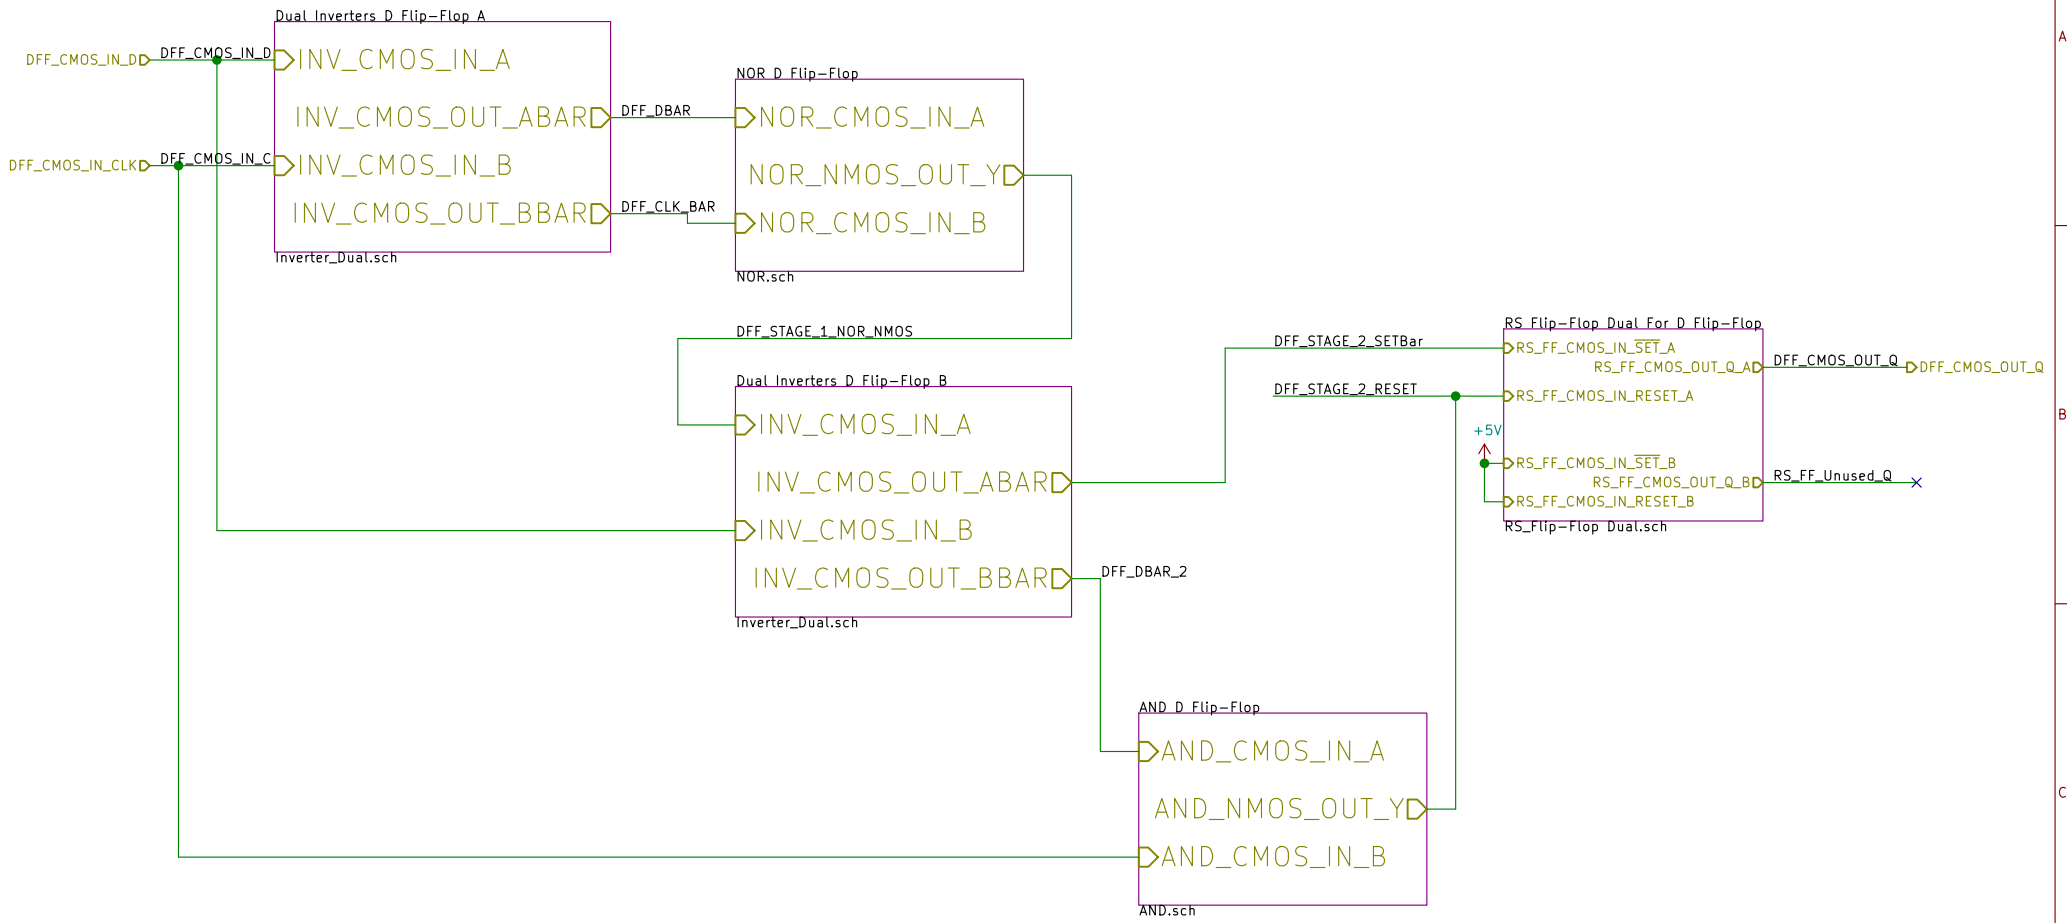 Dual Inverters D Flip-Flop A
DFF_CMOS_IN_D
DFF_CMOS_IN_D
INV_CMOS_IN_A
INV_CMOS_OUT_ABAR
DFF_CMOS_IN_CLK
DFF_CMOS_IN_C
INV_CMOS_IN_B
INV_CMOS_OUT_BBAR
Inverter_Dual.sch
DFF_DBAR
DFF_CLK_BAR
NOR D Flip-Flop
NOR_CMOS_IN_A
NOR_NMOS_OUT_Y
NOR_CMOS_IN_B
NOR.sch
DFF_STAGE_1_NOR_NMOS
Dual Inverters D Flip-Flop B
INV_CMOS_IN_A
INV_CMOS_OUT_ABAR
INV_CMOS_IN_B
INV_CMOS_OUT_BBAR
Inverter_Dual.sch
DFF_DBAR_2
AND D Flip-Flop
AND_CMOS_IN_A
AND_NMOS_OUT_Y
AND_CMOS_IN_B
AND.sch
DFF_STAGE_2_SETBar
DFF_STAGE_2_RESET
+5V
RS Flip-Flop Dual For D Flip-Flop
RS_FF_CMOS_IN_SET_A
RS_FF_CMOS_OUT_Q_A
RS_FF_CMOS_IN_RESET_A
RS_FF_CMOS_IN_SET_B
RS_FF_CMOS_OUT_Q_B
RS_FF_CMOS_IN_RESET_B
RS_Flip-Flop Dual.sch
DFF_CMOS_OUT_Q
DFF_CMOS_OUT_Q
RS_FF_Unused_Q
A
B
C